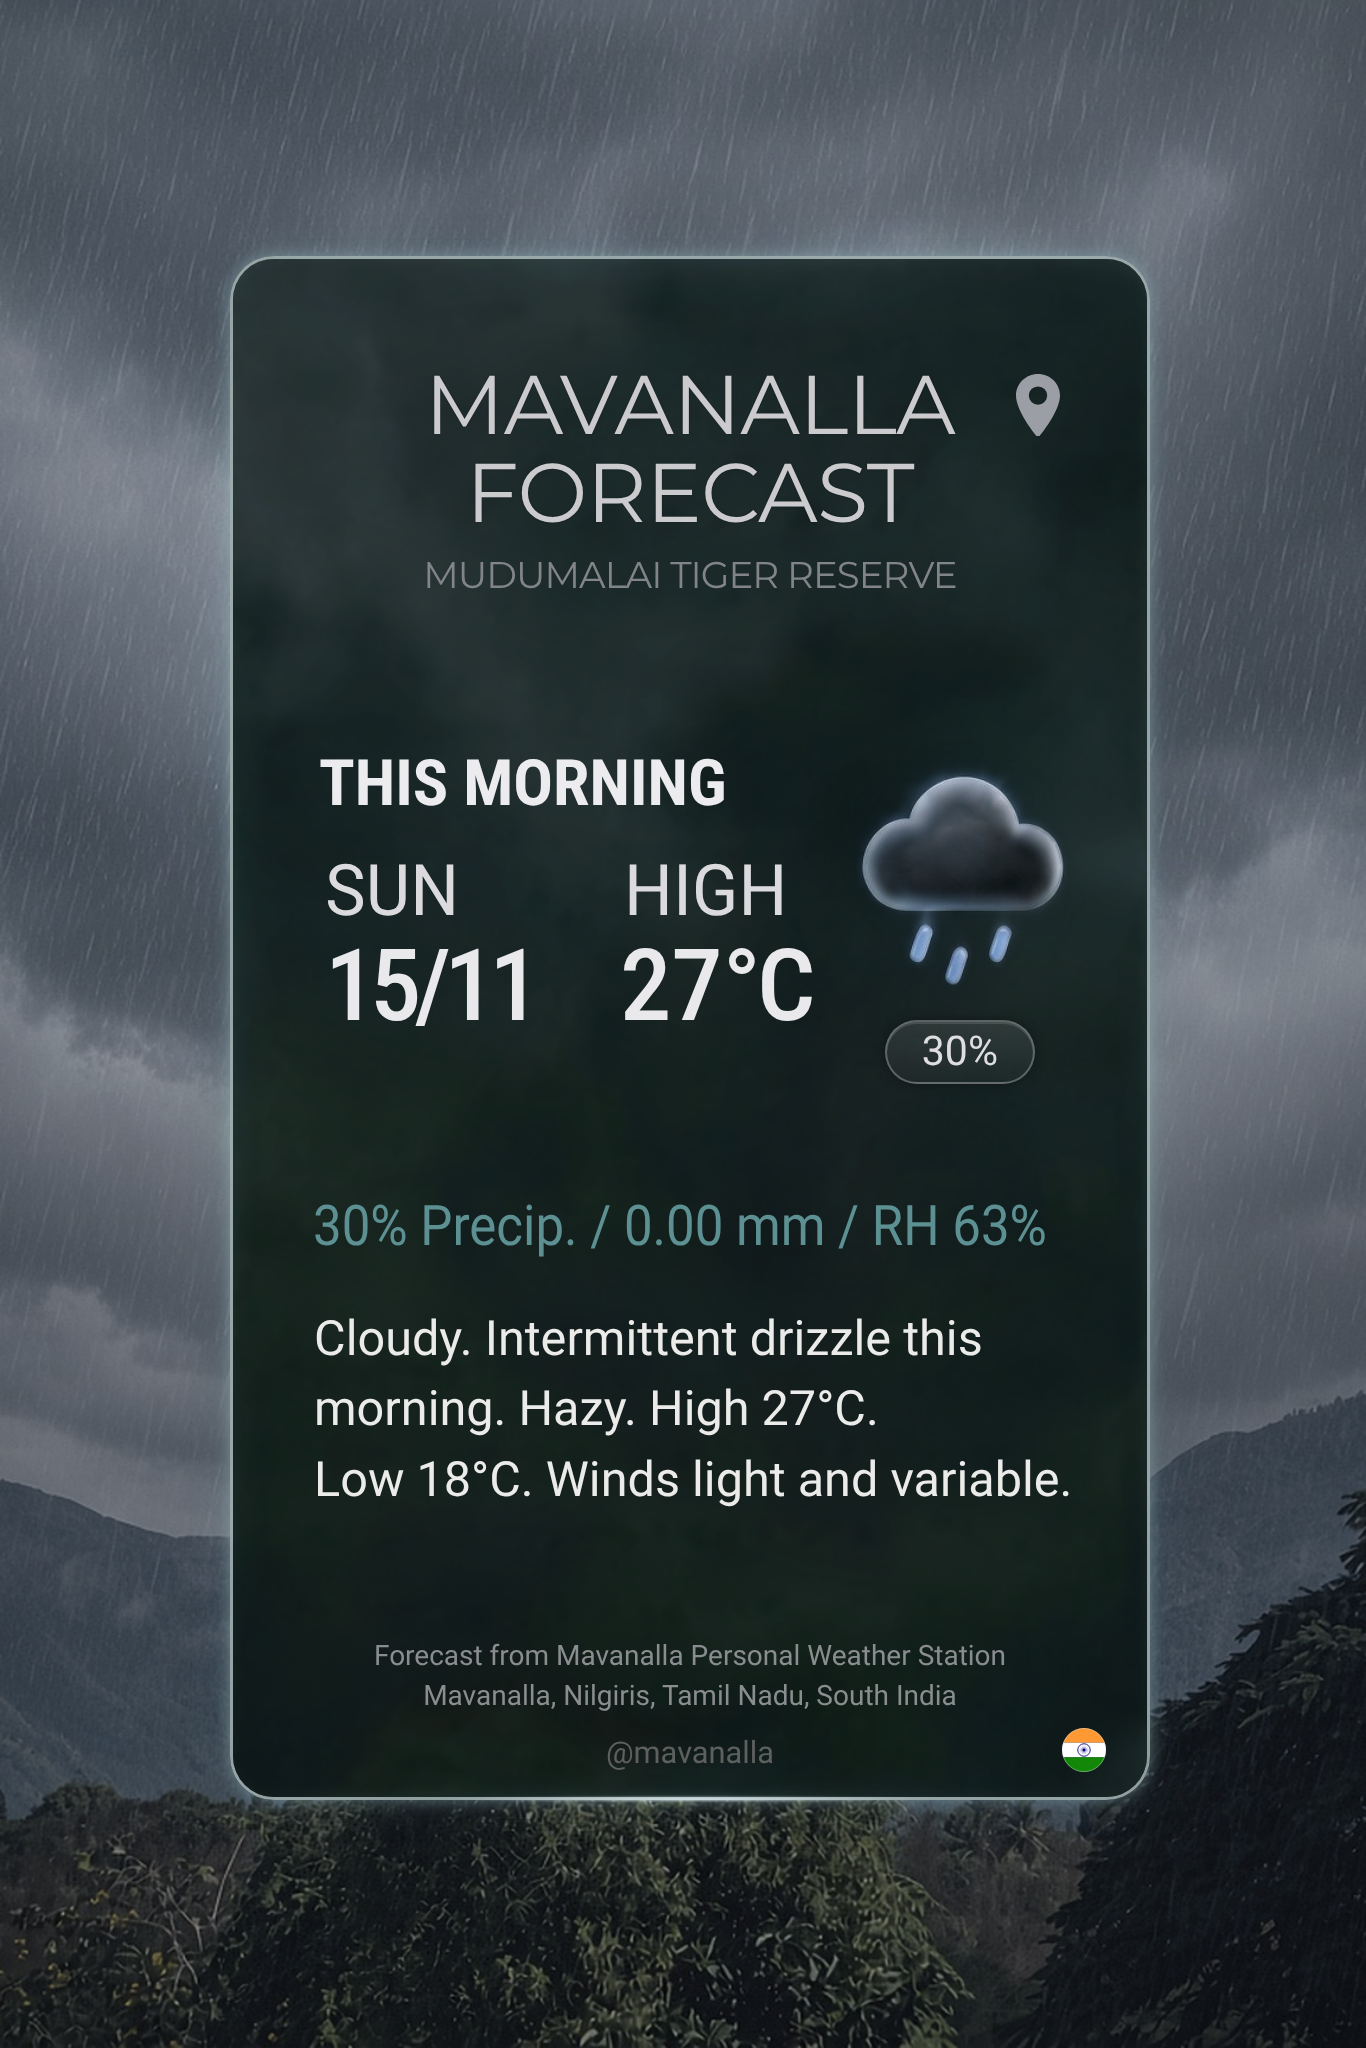 MAVANALLA
FORECAST
MUDUMALAI TIGER RESERVE
THIS MORNING
SUN HIGH
15/11 27°C
30%
30% Precip. / 0.00 mm / RH 63%
Cloudy. Intermittent drizzle this
morning. Hazy. High 27°C.
Low 18°C. Winds light and variable.
Forecast from Mavanalla Personal Weather Station
Mavanalla, Nilgiris, Tamil Nadu, South India
@mavanalla